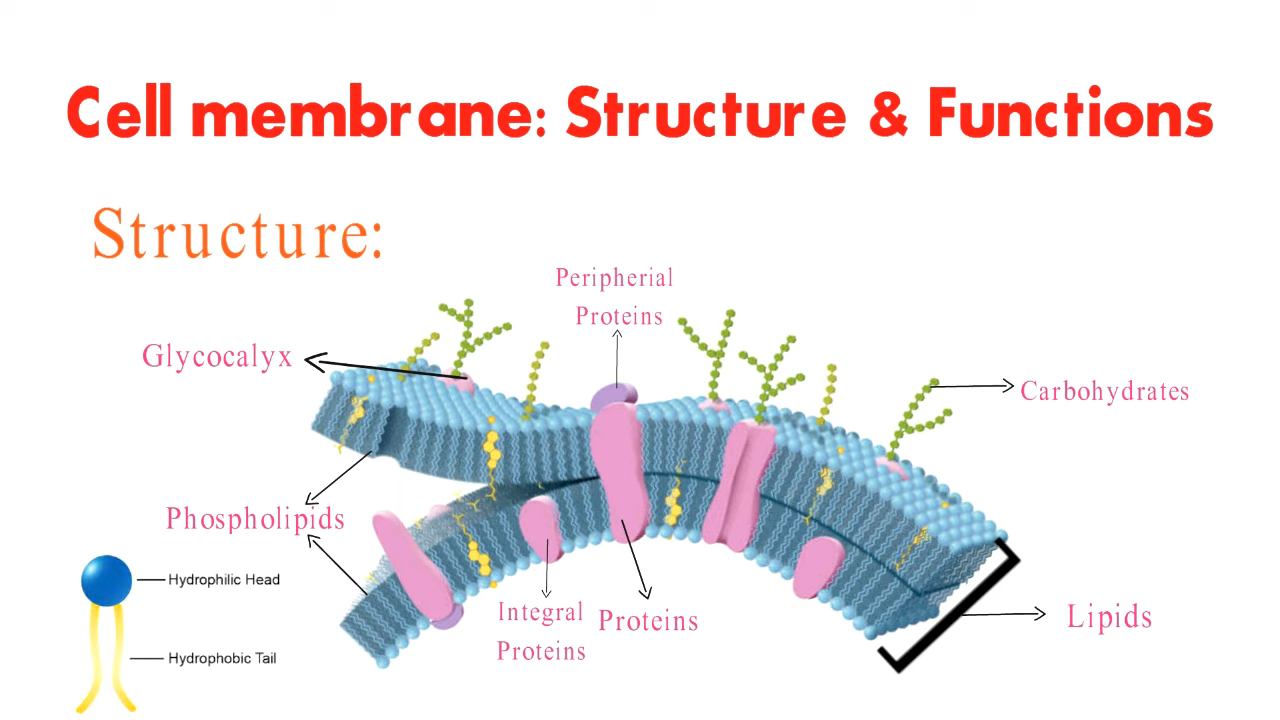 Cell membrane: Structure & Functions
Structure:
Peripherial
Proteins
Glycocalyx
Carbohydrates
Phospholipids
Hydrophilic Head
Hydrophobic Tail
Integral
Proteins
Proteins
Lipids